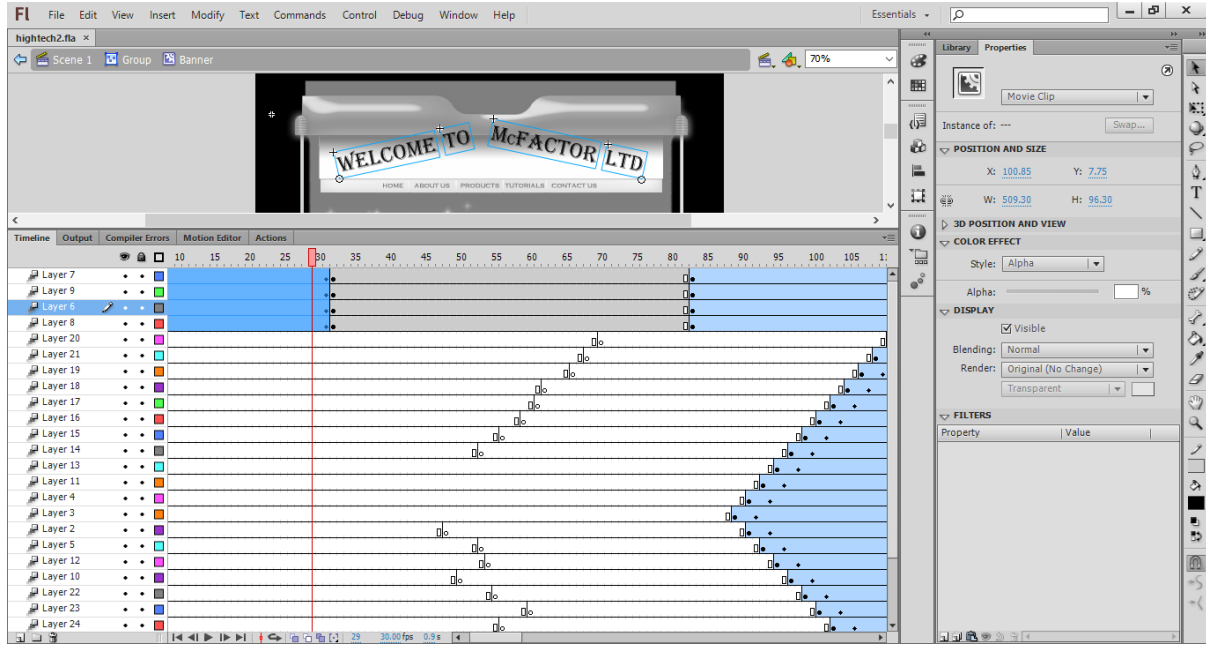 Fl File Edit View Insert Modify Text Commands Control Debug Window Help Essentials
hightech2.fla ×
Scene 1 Group Banner 70%
WELCOME TO McFACTOR LTD
HOME ABOUT US PRODUCTS TUTORIALS CONTACT US
Timeline Output Compiler Errors Motion Editor Actions
10 15 20 25 30 35 40 45 50 55 60 65 70 75 80 85 90 95 100 105 11
Layer 7
Layer 9
Layer 6
Layer 8
Layer 20
Layer 21
Layer 19
Layer 18
Layer 17
Layer 16
Layer 15
Layer 14
Layer 13
Layer 11
Layer 4
Layer 3
Layer 2
Layer 5
Layer 12
Layer 10
Layer 22
Layer 23
Layer 24
29 30.00 fps 0.9 s
Library Properties
Movie Clip
Instance of: --- Swap...
POSITION AND SIZE
X: 100.85 Y: 7.75
W: 509.30 H: 96.30
3D POSITION AND VIEW
COLOR EFFECT
Style: Alpha
Alpha: %
DISPLAY
Visible
Blending: Normal
Render: Original (No Change)
Transparent
FILTERS
Property Value
T